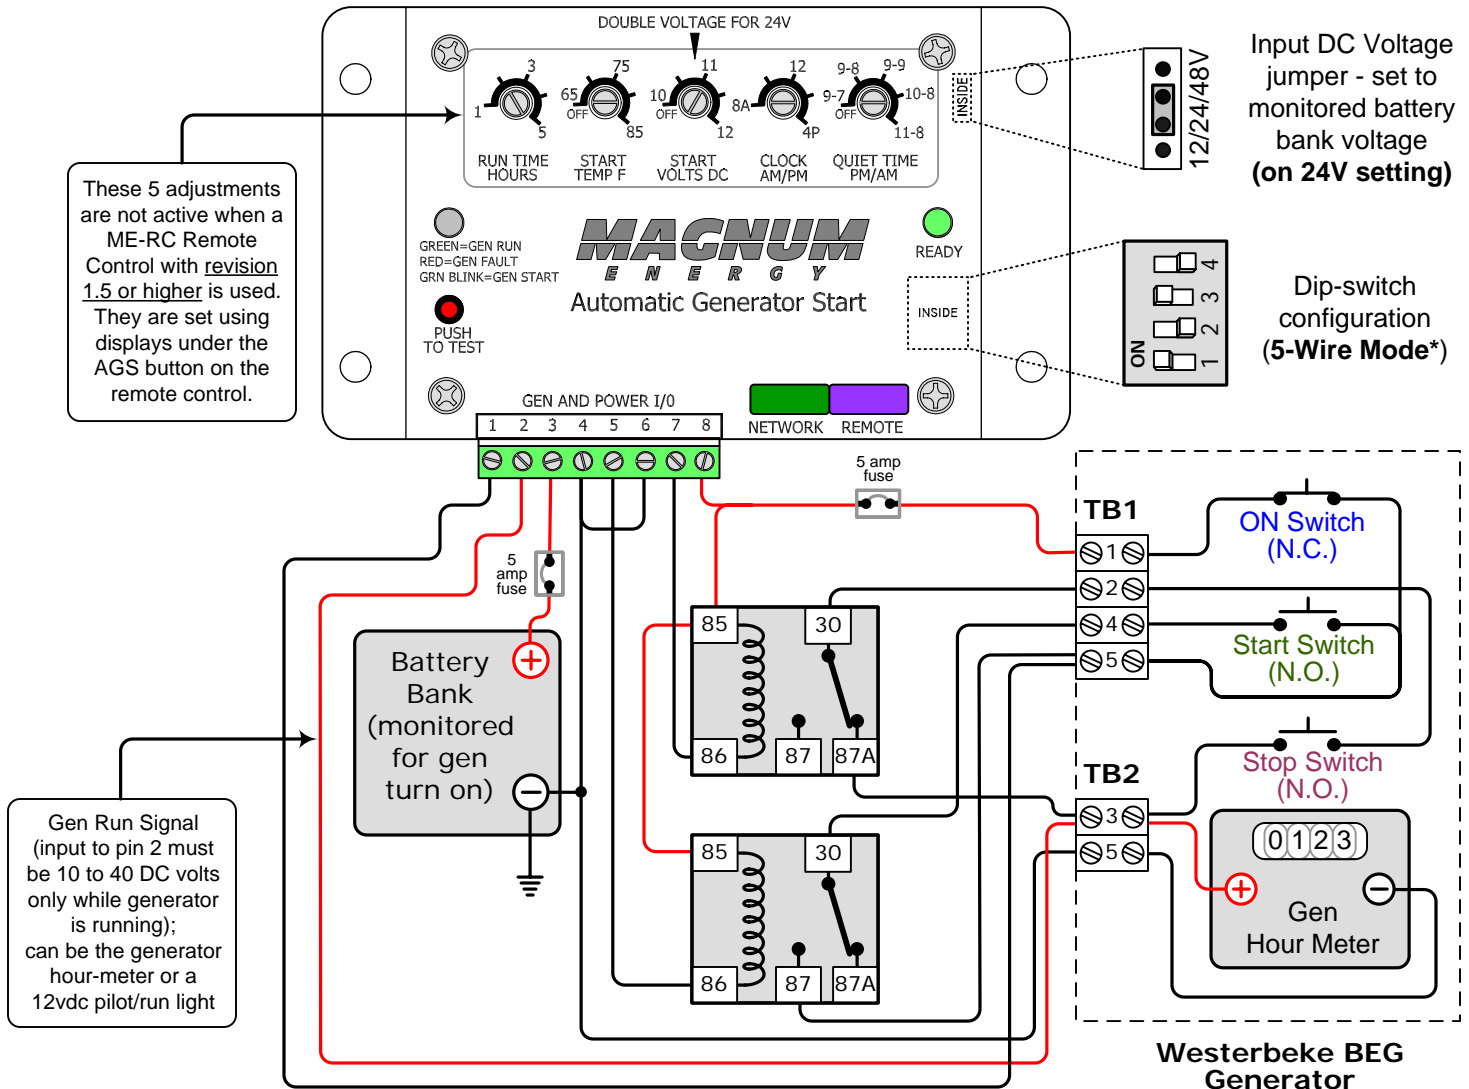 DOUBLE VOLTAGE FOR 24V
3
1
5
RUN TIME
HOURS
75
65
OFF
85
START
TEMP F
11
10
OFF
12
START
VOLTS DC
12
8A
4P
CLOCK
AM/PM
9-8
9-9
9-7
10-8
OFF
11-8
QUIET TIME
PM/AM
INSIDE
12/24/48V
Input DC Voltage
jumper - set to
monitored battery
bank voltage
(on 24V setting)
These 5 adjustments
are not active when a
ME-RC Remote
Control with revision
1.5 or higher is used.
They are set using
displays under the
AGS button on the
remote control.
GREEN=GEN RUN
RED=GEN FAULT
GRN BLINK=GEN START
MAGNUM
ENERGY
Automatic Generator Start
READY
PUSH
TO TEST
INSIDE
4
3
2
1
ON
Dip-switch
configuration
(5-Wire Mode*)
GEN AND POWER I/0
1 2 3 4 5 6 7 8
NETWORK REMOTE
5 amp
fuse
5
amp
fuse
TB1
1
2
4
5
ON Switch
(N.C.)
Start Switch
(N.O.)
Stop Switch
(N.O.)
85
30
86
87
87A
Battery
Bank
(monitored
for gen
turn on)
+
−
TB2
3
5
0123
+
−
Gen
Hour Meter
85
30
86
87
87A
Gen Run Signal
(input to pin 2 must
be 10 to 40 DC volts
only while generator
is running);
can be the generator
hour-meter or a
12vdc pilot/run light
Westerbeke BEG
Generator